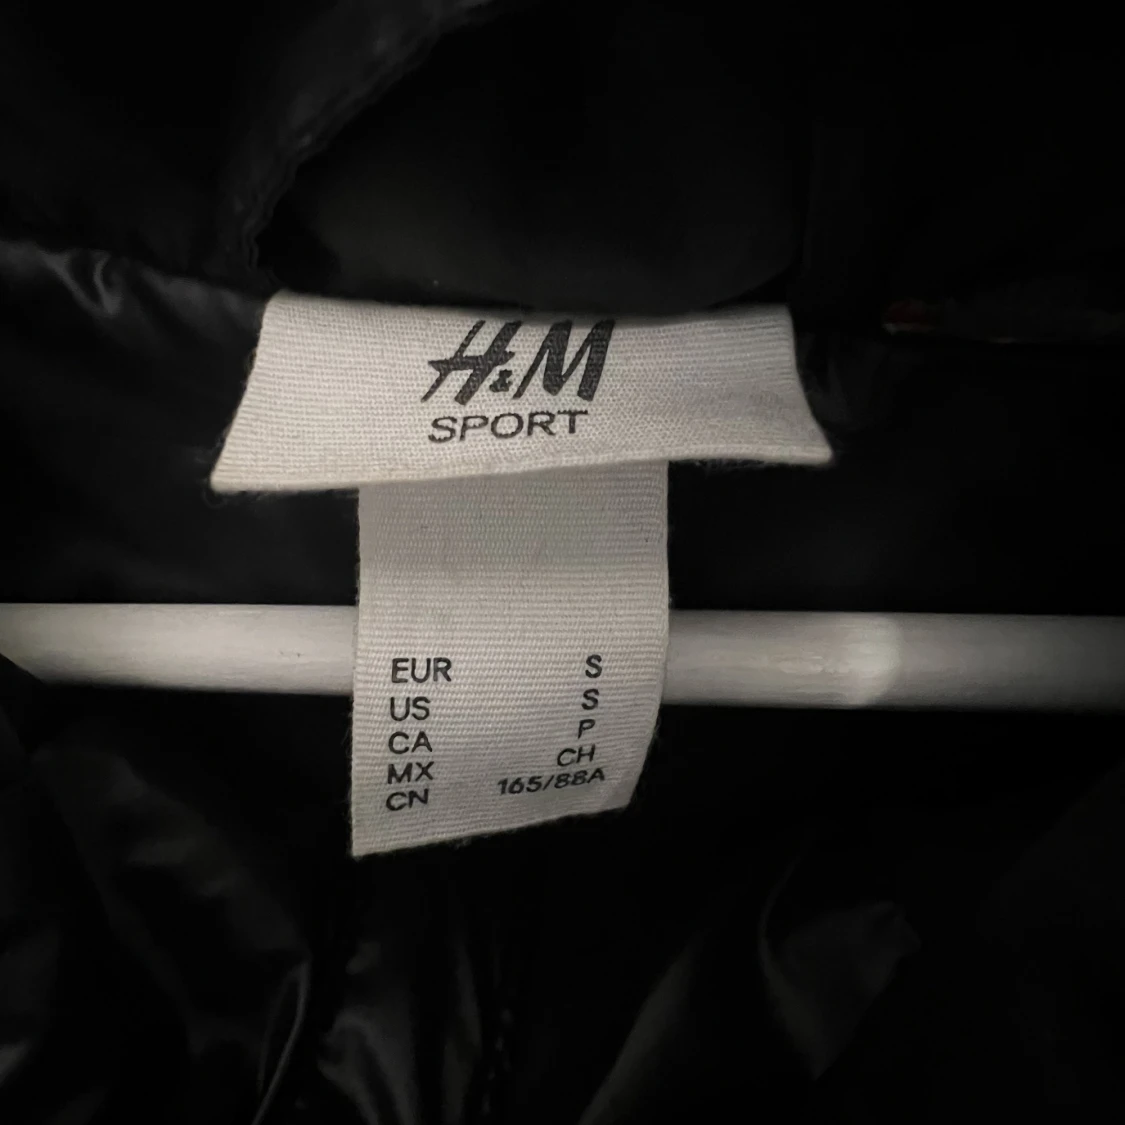 H&M
SPORT
EUR S
US S
CA P
MX CH
CN 165/88A